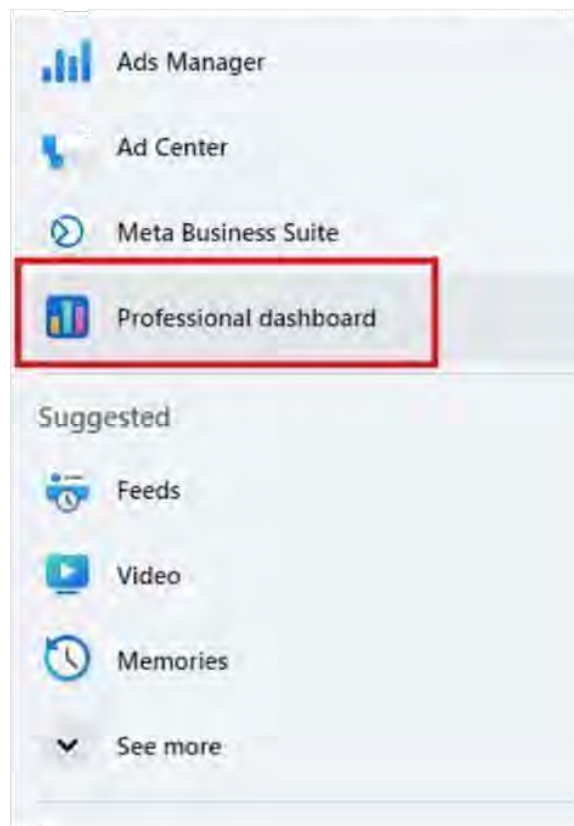 Ads Manager
Ad Center
Meta Business Suite
Professional dashboard
Suggested
Feeds
Video
Memories
See more